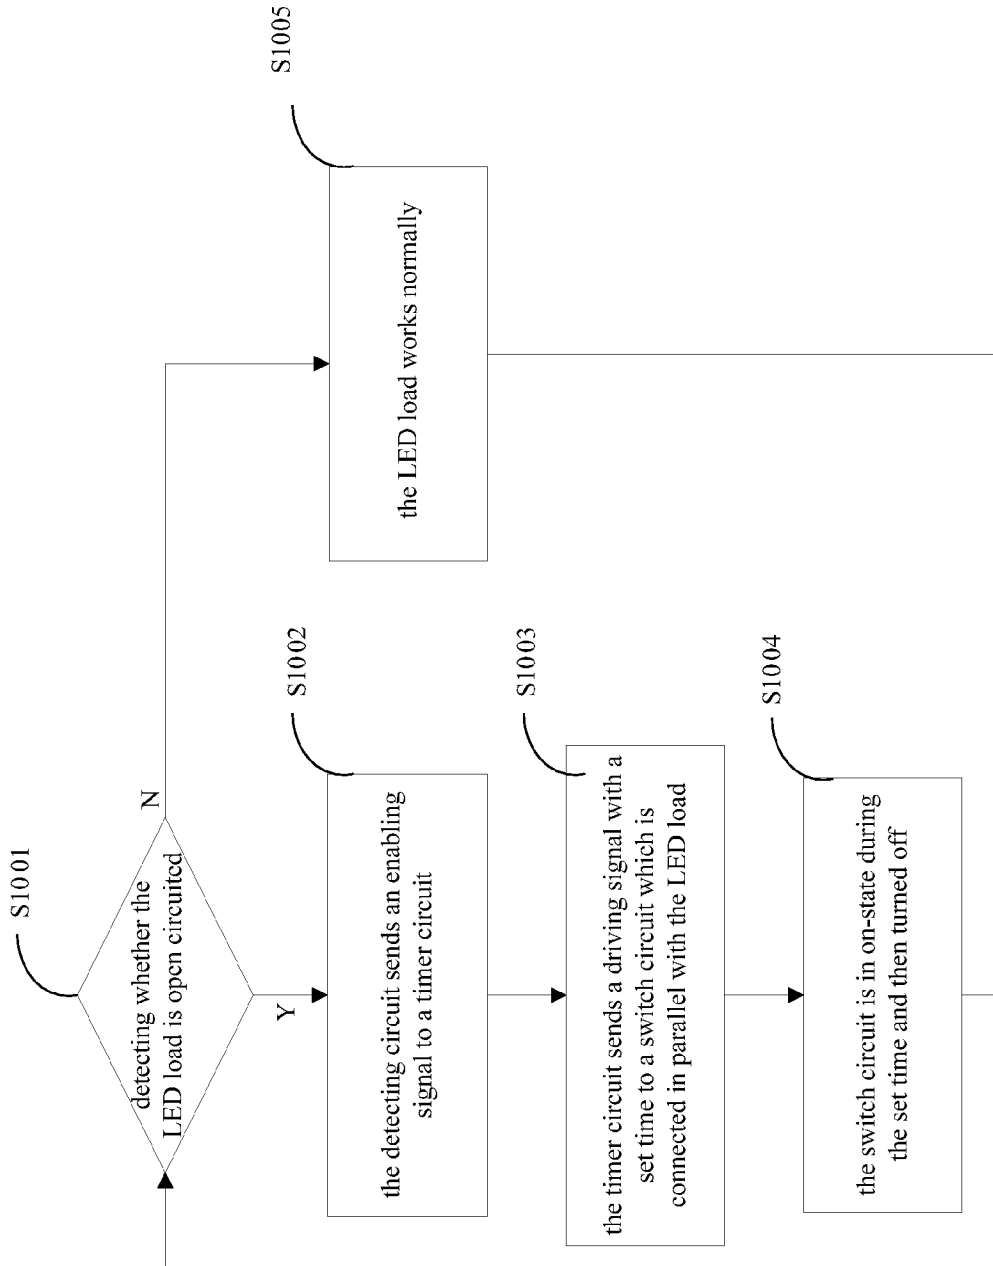 S1001
detecting whether the
LED load is open circuited
N
Y
S1002
the detecting circuit sends an enabling
signal to a timer circuit
S1003
the timer circuit sends a driving signal with a
set time to a switch circuit which is
connected in parallel with the LED load
S1004
the switch circuit is in on-state during
the set time and then turned off
S1005
the LED load works normally